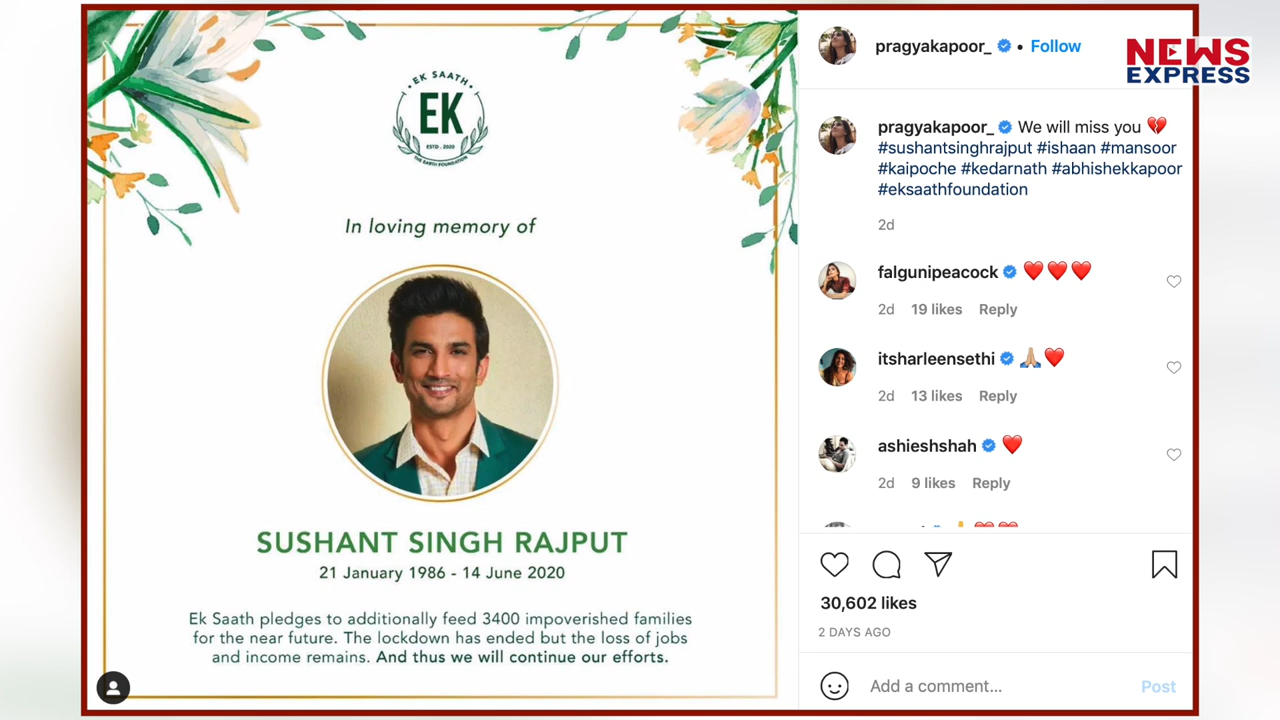 EK SAATH
EK
ESTD . 2020
THE EARTH FOUNDATION
In loving memory of
SUSHANT SINGH RAJPUT
21 January 1986 - 14 June 2020
Ek Saath pledges to additionally feed 3400 impoverished families
for the near future. The lockdown has ended but the loss of jobs
and income remains. And thus we will continue our efforts.
pragyakapoor_ • Follow
NEWS
EXPRESS
pragyakapoor_ We will miss you 💔
#sushantsinghrajput #ishaan #mansoor
#kaipoche #kedarnath #abhishekkapoor
#eksaathfoundation
2d
falgunipeacock ❤️❤️❤️
2d 19 likes Reply
itsharleensethi 🙏🏼❤️
2d 13 likes Reply
ashieshshah ❤️
2d 9 likes Reply
30,602 likes
2 DAYS AGO
Add a comment...
Post